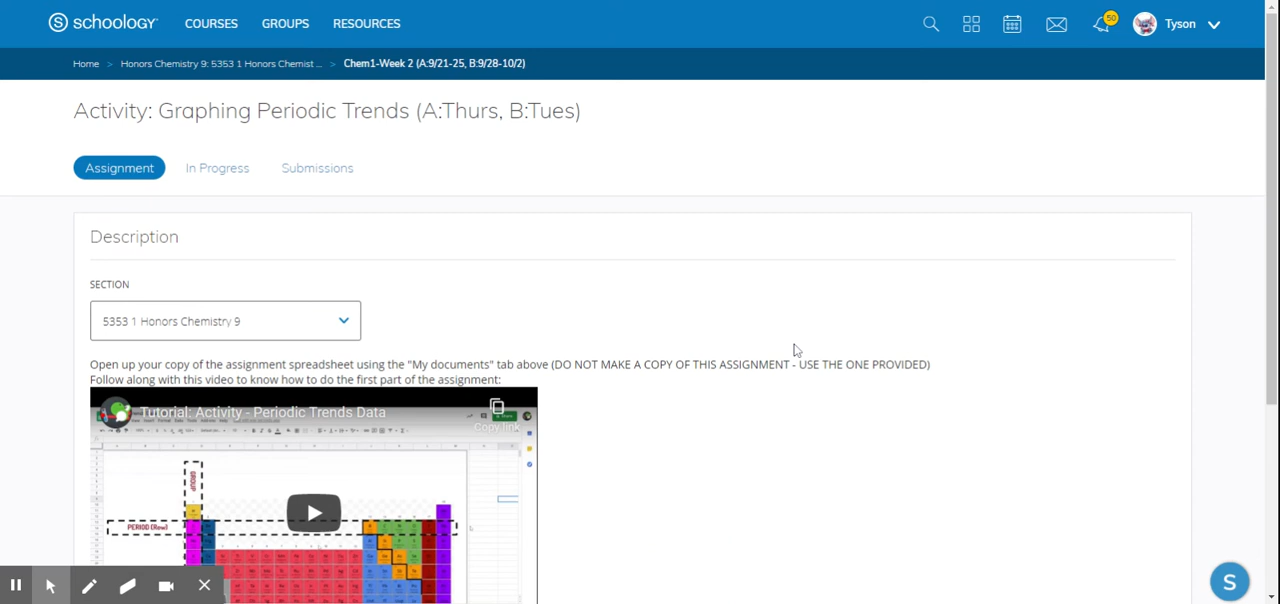 schoology
COURSES
GROUPS
RESOURCES
50
Tyson
Home > Honors Chemistry 9: 5353 1 Honors Chemist ... > Chem1-Week 2 (A:9/21-25, B:9/28-10/2)
Activity: Graphing Periodic Trends (A:Thurs, B:Tues)
Assignment
In Progress
Submissions
Description
SECTION
5353 1 Honors Chemistry 9
Open up your copy of the assignment spreadsheet using the "My documents" tab above (DO NOT MAKE A COPY OF THIS ASSIGNMENT - USE THE ONE PROVIDED)
Follow along with this video to know how to do the first part of the assignment:
Tutorial: Activity - Periodic Trends Data
Copy link
GROUP
PERIOD (Row)
S